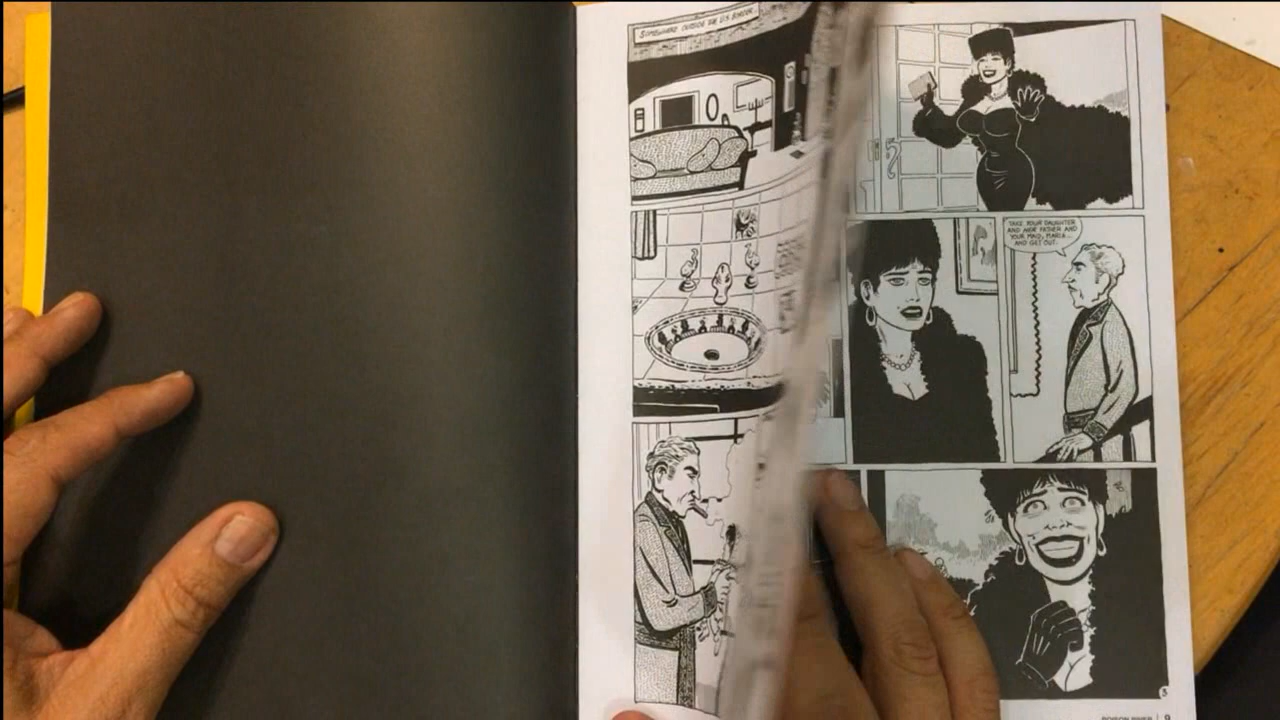 SOMEWHERE OUTSIDE THE U.S. BORDER.
TAKE YOUR DAUGHTER
AND HER FATHER AND
YOUR MAID, MARIA...
AND GET OUT.
3
POISON RIVER | 9